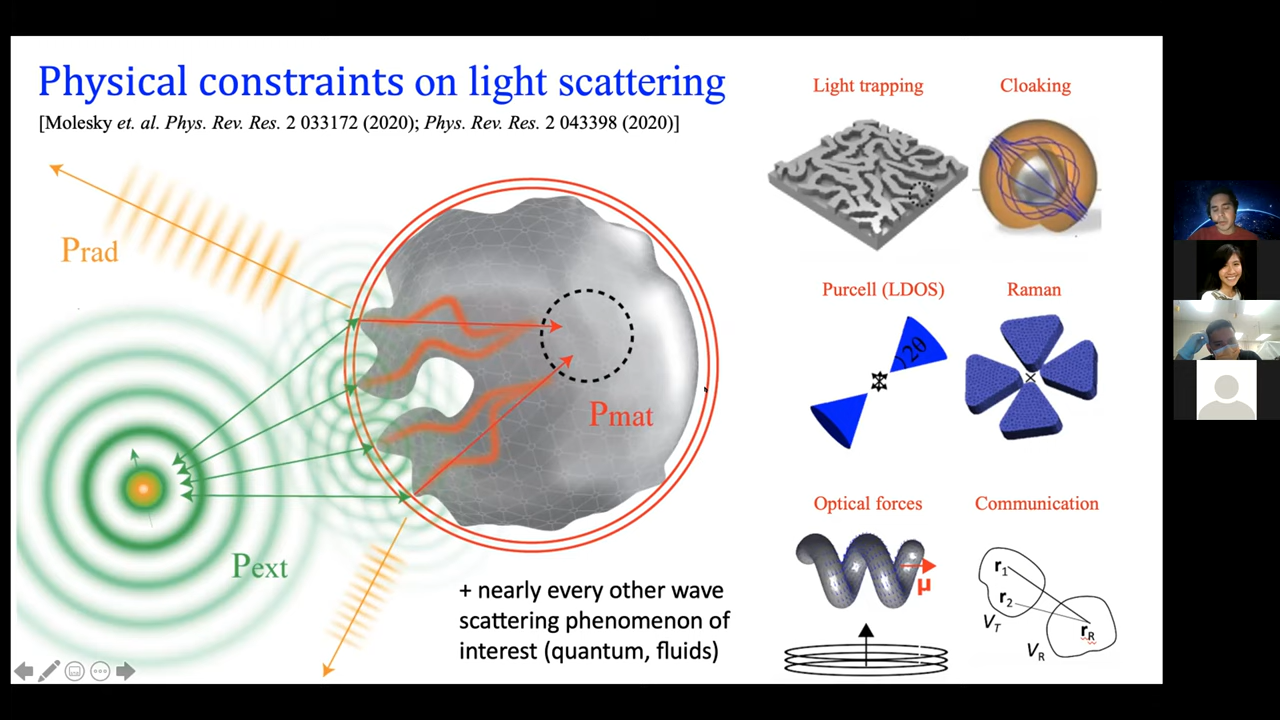 Physical constraints on light scattering
[Molesky et. al. Phys. Rev. Res. 2 033172 (2020); Phys. Rev. Res. 2 043398 (2020)]
Prad
Pext
Pmat
+ nearly every other wave
scattering phenomenon of
interest (quantum, fluids)
Light trapping
Cloaking
Purcell (LDOS)
Raman
2θ
Optical forces
Communication
μ
r1
r2
rR
VT
VR